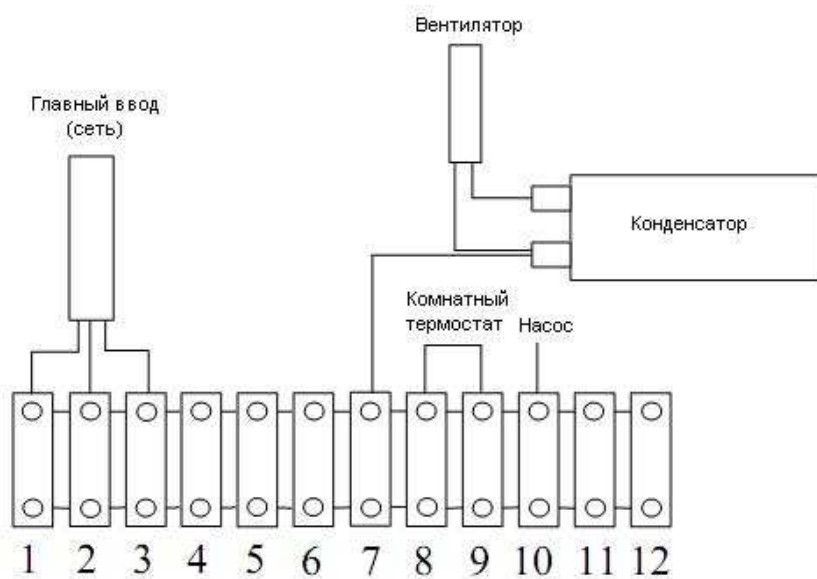 Вентилятор
Главный ввод
(сеть)
Конденсатор
Комнатный
термостат
Насос
1 2 3 4 5 6 7 8 9 10 11 12